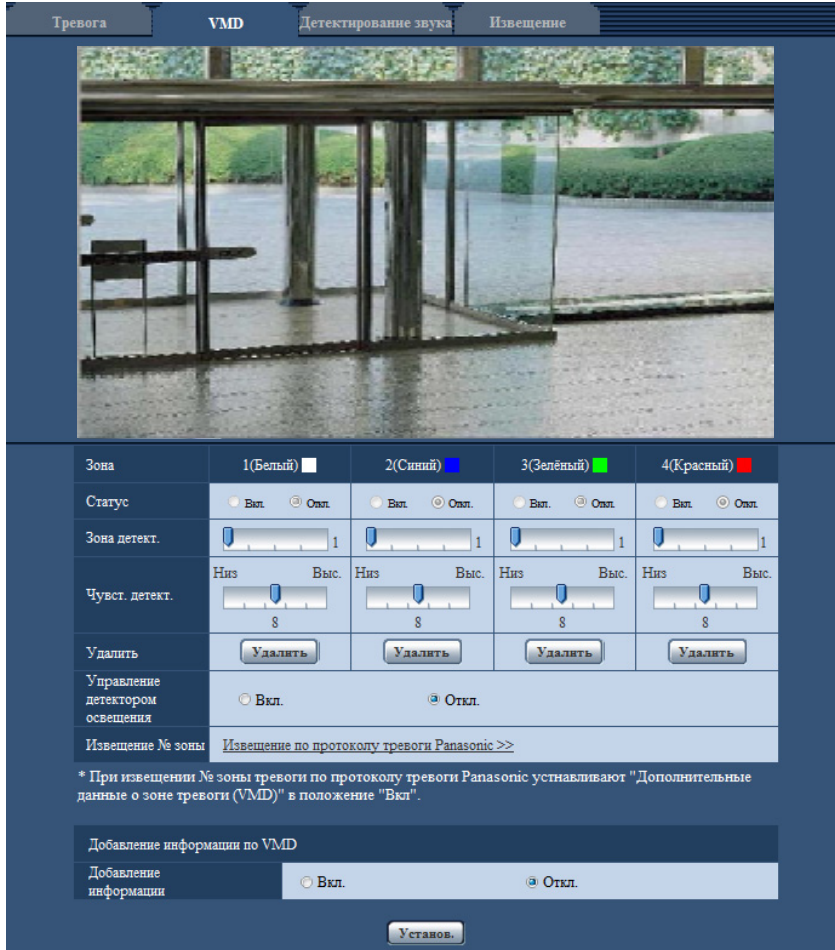 Тревога VMD Детектирование звука Извещение
Зона 1(Белый) 2(Синий) 3(Зелёный) 4(Красный)
Статус Вкл. Откл. Вкл. Откл. Вкл. Откл. Вкл. Откл.
Зона детект. 1 1 1 1
Низ Выс. Низ Выс. Низ Выс. Низ Выс.
Чувст. детект.
8 8 8 8
Удалить Удалить Удалить Удалить Удалить
Управление
детектором
освещения
Вкл. Откл.
Извещение № зоны Извещение по протоколу тревоги Panasonic >>
* При извещении № зоны тревоги по протоколу тревоги Panasonic устнавливают "Дополнительные
данные о зоне тревоги (VMD)" в положение "Вкл".
Добавление информации по VMD
Добавление
информации
Вкл. Откл.
Установ.